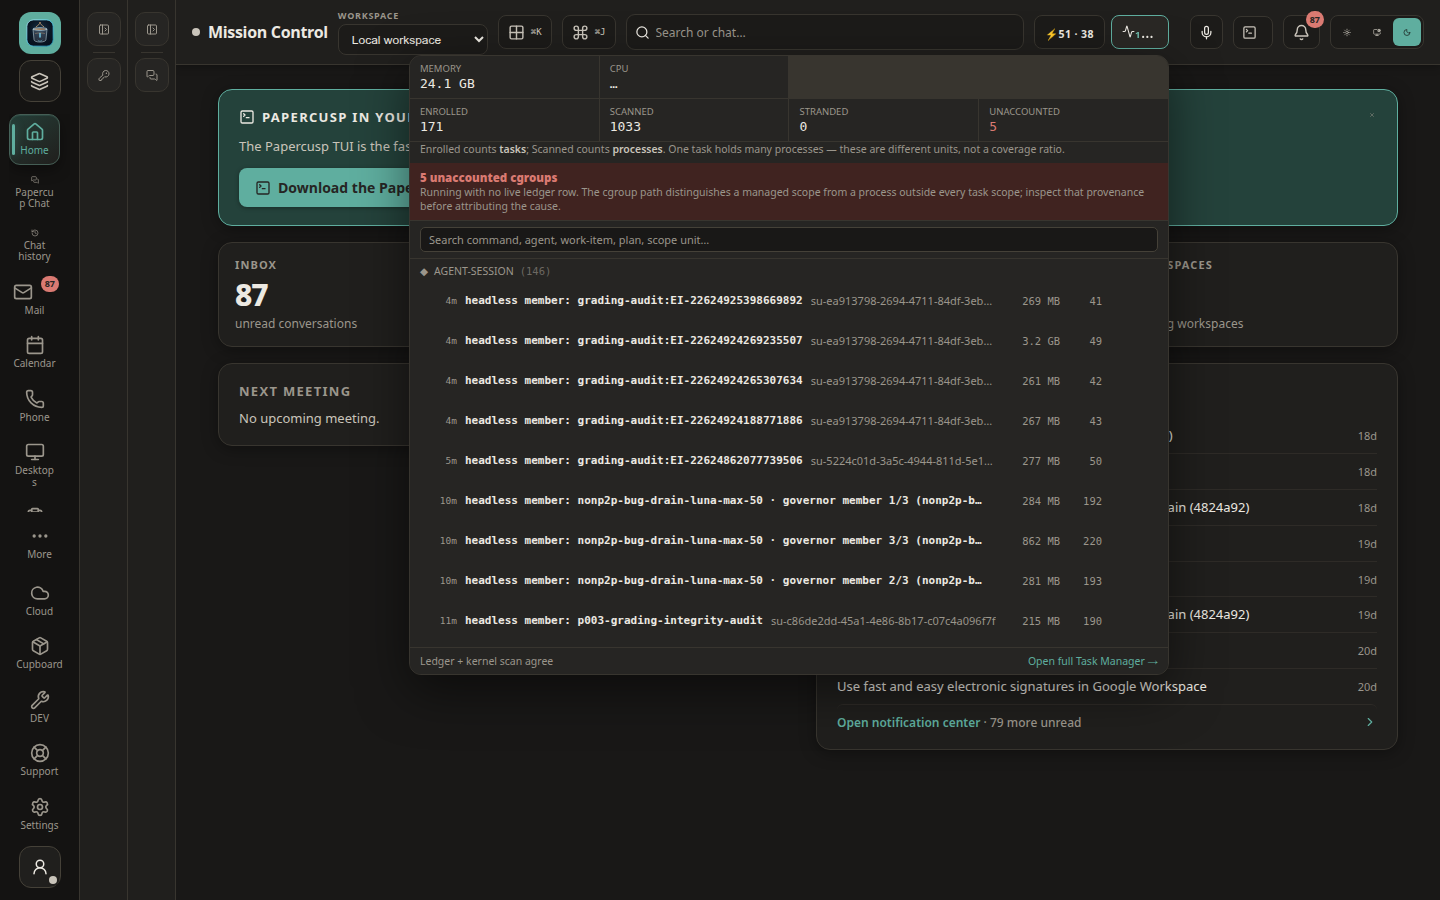 Mission Control
WORKSPACE
Local workspace
⌘K
⌘J
Search or chat...
⚡51 · 38
1...
87
Home
Papercu
p Chat
Chat
history
87
Mail
Calendar
Phone
Desktop
s
More
Cloud
Cupboard
DEV
Support
Settings
PAPERCUSP IN YOU
The Papercusp TUI is the fas
Download the Pape
INBOX
87
unread conversations
NEXT MEETING
No upcoming meeting.
MEMORY
24.1 GB
CPU
…
ENROLLED
171
SCANNED
1033
STRANDED
0
UNACCOUNTED
5
Enrolled counts tasks; Scanned counts processes. One task holds many processes — these are different units, not a coverage ratio.
5 unaccounted cgroups
Running with no live ledger row. The cgroup path distinguishes a managed scope from a process outside every task scope; inspect that provenance
before attributing the cause.
Search command, agent, work-item, plan, scope unit...
◆ AGENT-SESSION (146)
4m headless member: grading-audit:EI-22624925398669892 su-ea913798-2694-4711-84df-3eb... 269 MB 41
4m headless member: grading-audit:EI-22624924269235507 su-ea913798-2694-4711-84df-3eb... 3.2 GB 49
4m headless member: grading-audit:EI-22624924265307634 su-ea913798-2694-4711-84df-3eb... 261 MB 42
4m headless member: grading-audit:EI-22624924188771886 su-ea913798-2694-4711-84df-3eb... 267 MB 43
5m headless member: grading-audit:EI-22624862077739506 su-5224c01d-3a5c-4944-811d-5e1... 277 MB 50
10m headless member: nonp2p-bug-drain-luna-max-50 · governor member 1/3 (nonp2p-b… 284 MB 192
10m headless member: nonp2p-bug-drain-luna-max-50 · governor member 3/3 (nonp2p-b… 862 MB 220
10m headless member: nonp2p-bug-drain-luna-max-50 · governor member 2/3 (nonp2p-b… 281 MB 193
11m headless member: p003-grading-integrity-audit su-c86de2dd-45a1-4e86-8b17-c07c4a096f7f 215 MB 190
Ledger + kernel scan agree
Open full Task Manager →
SPACES
g workspaces
) 18d
18d
ain (4824a92) 18d
19d
19d
ain (4824a92) 19d
20d
Use fast and easy electronic signatures in Google Workspace 20d
Open notification center · 79 more unread